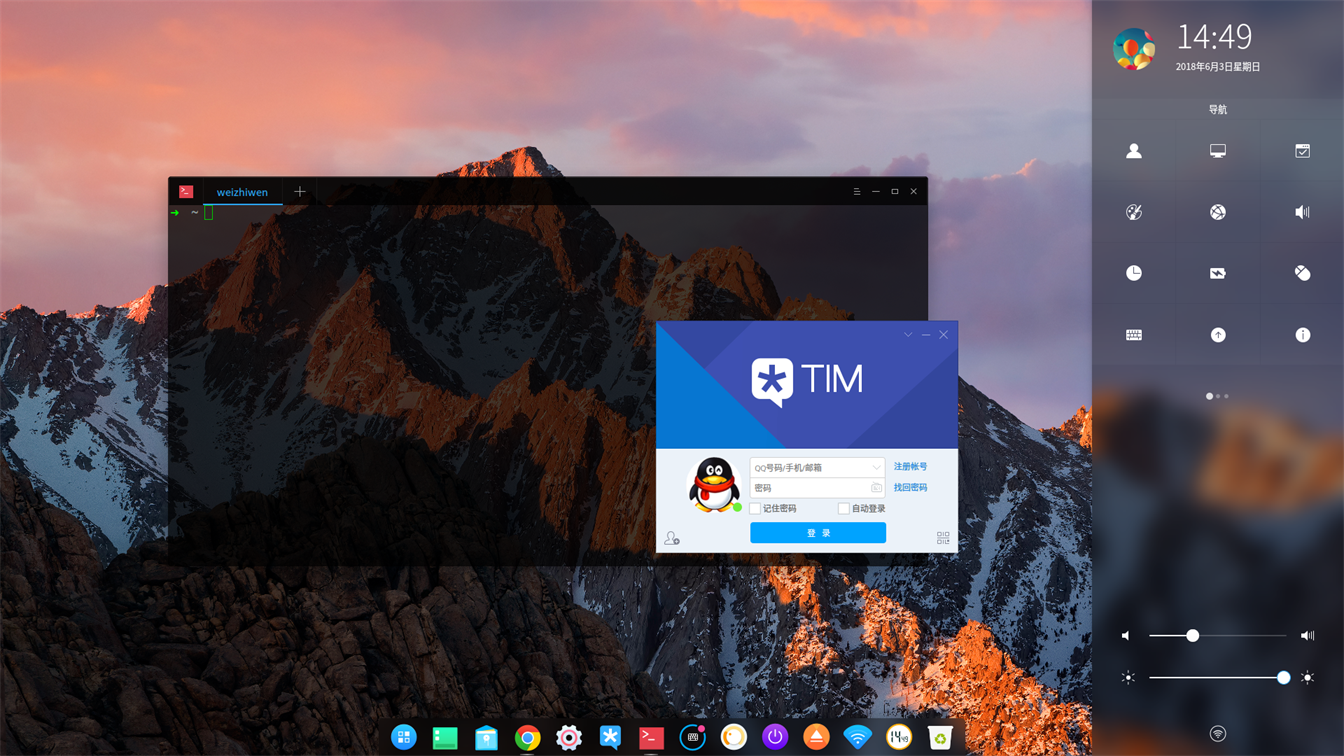 weizhiwen
~
TIM
QQ号码/手机/邮箱
注册帐号
密码
找回密码
记住密码
自动登录
登 录
14:49
2018年6月3日星期日
导航
14 49